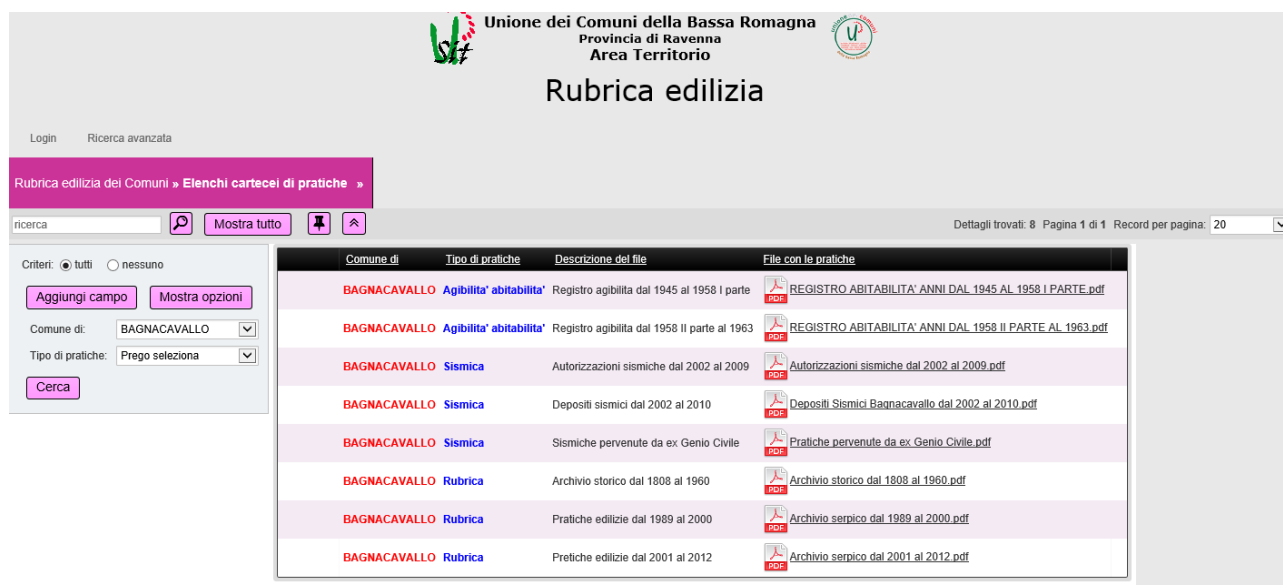 Unione dei Comuni della Bassa Romagna
Provincia di Ravenna
Area Territorio
Sit
Rubrica edilizia
Login Ricerca avanzata
Rubrica edilizia dei Comuni » Elenchi cartecei di pratiche »
ricerca Mostra tutto Dettagli trovati: 8 Pagina 1 di 1 Record per pagina: 20
Criteri: tutti nessuno
Aggiungi campo Mostra opzioni
Comune di: BAGNACAVALLO
Tipo di pratiche: Prego seleziona
Cerca
Comune di Tipo di pratiche Descrizione del file File con le pratiche
BAGNACAVALLO Agibilita' abitabilita' Registro agibilita dal 1945 al 1958 I parte PDF REGISTRO ABITABILITA' ANNI DAL 1945 AL 1958 I PARTE.pdf
BAGNACAVALLO Agibilita' abitabilita' Registro agibilita dal 1958 II parte al 1963 PDF REGISTRO ABITABILITA' ANNI DAL 1958 II PARTE AL 1963.pdf
BAGNACAVALLO Sismica Autorizzazioni sismiche dal 2002 al 2009 PDF Autorizzazioni sismiche dal 2002 al 2009.pdf
BAGNACAVALLO Sismica Depositi sismici dal 2002 al 2010 PDF Depositi Sismici Bagnacavallo dal 2002 al 2010.pdf
BAGNACAVALLO Sismica Sismiche pervenute da ex Genio Civile PDF Pratiche pervenute da ex Genio Civile.pdf
BAGNACAVALLO Rubrica Archivio storico dal 1808 al 1960 PDF Archivio storico dal 1808 al 1960.pdf
BAGNACAVALLO Rubrica Pratiche edilizie dal 1989 al 2000 PDF Archivio serpico dal 1989 al 2000.pdf
BAGNACAVALLO Rubrica Pretiche edilizie dal 2001 al 2012 PDF Archivio serpico dal 2001 al 2012.pdf